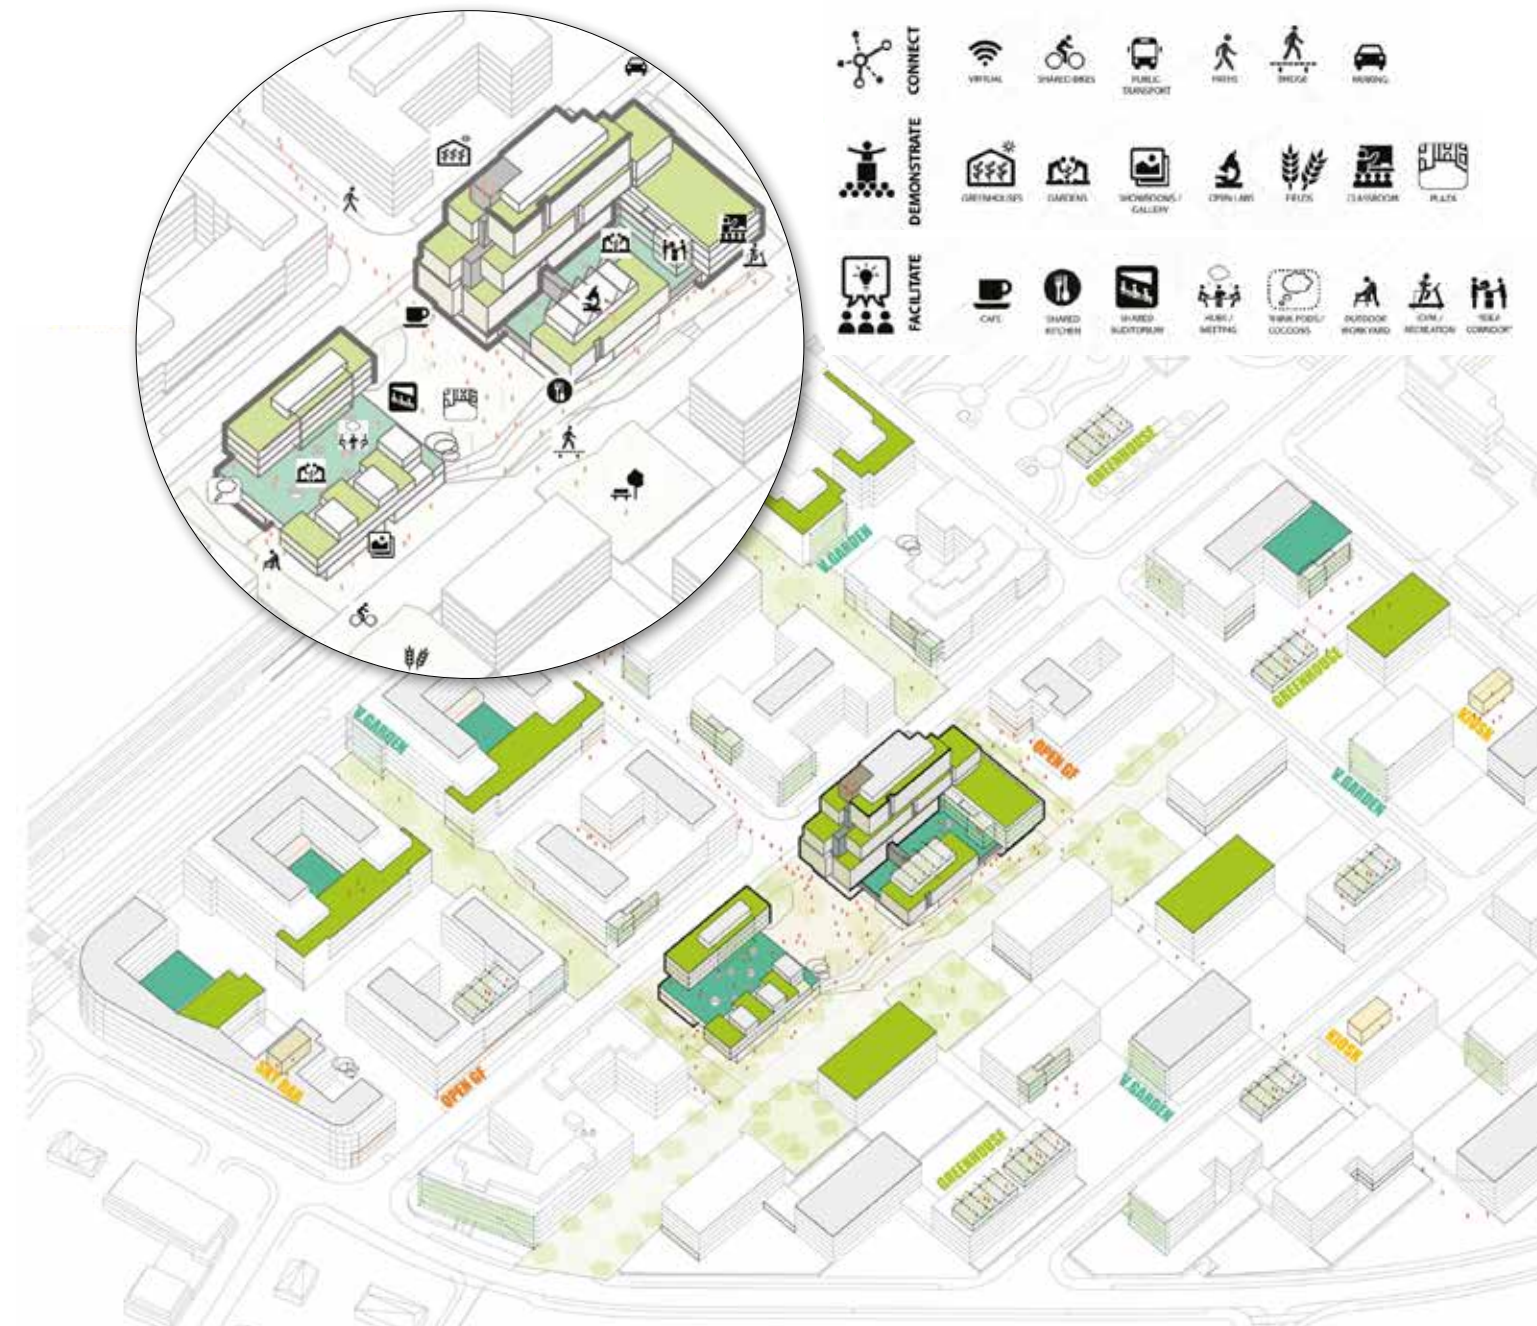 CONNECT
VIRTUAL
SHARED BIKES
PUBLIC
TRANSPORT
PATHS
BRIDGE
PARKING
DEMONSTRATE
GREENHOUSES
GARDENS
SHOWROOMS /
GALLERY
OPEN LABS
FIELDS
CLASSROOM
PLAZA
FACILITATE
CAFE
SHARED
KITCHEN
SHARED
AUDITORIUM
HUBS /
MEETING
THINK PODS /
COCOONS
OUTDOOR
WORK YARD
GYM /
RECREATION
"IDEA
CORRIDOR"
GREENHOUSE
V.GARDEN
GREENHOUSE
KIOSK
V.GARDEN
OPEN GF
V.GARDEN
KIOSK
SKY BAR
OPEN GF
V.GARDEN
GREENHOUSE